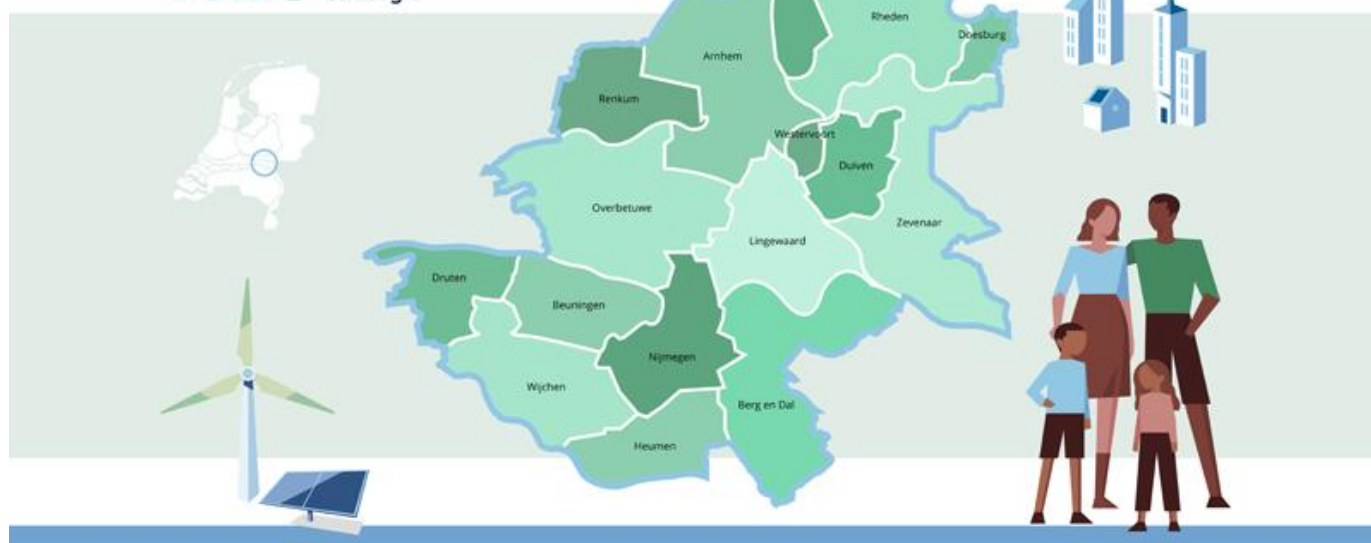 Rheden
Doesburg
Arnhem
Renkum
Westervoort
Duiven
Overbetuwe
Zevenaar
Lingewaard
Druten
Beuningen
Nijmegen
Wijchen
Berg en Dal
Heumen